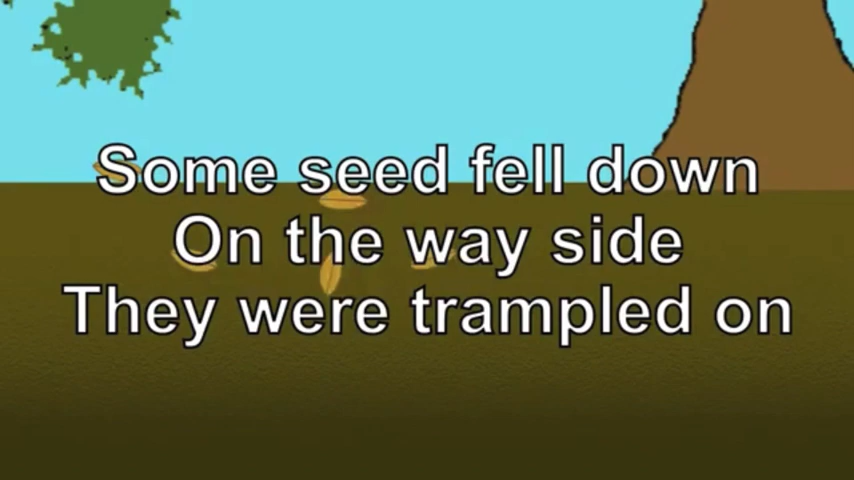 Some seed fell down
On the way side
They were trampled on